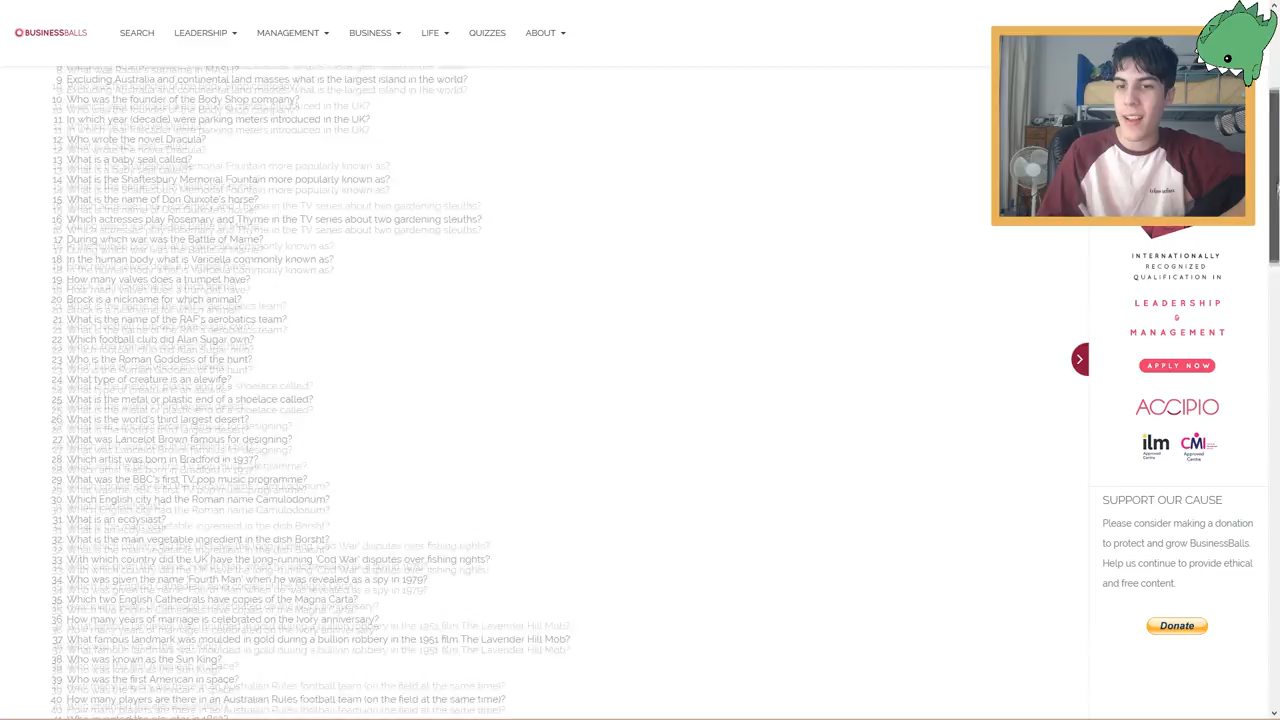 BUSINESSBALLS
SEARCH
LEADERSHIP
MANAGEMENT
BUSINESS
LIFE
QUIZZES
ABOUT
9. Excluding Australia and continental land masses what is the largest island in the world?
10. Who was the founder of the Body Shop company?
11. In which year (decade) were parking meters introduced in the UK?
12. Who wrote the novel Dracula?
13. What is a baby seal called?
14. What is the Shaftesbury Memorial Fountain more popularly known as?
15. What is the name of Don Quixote's horse?
16. Which actresses play Rosemary and Thyme in the TV series about two gardening sleuths?
17. During which war was the Battle of Marne?
18. In the human body what is Varicella commonly known as?
19. How many valves does a trumpet have?
20. Brock is a nickname for which animal?
21. What is the name of the RAF's aerobatics team?
22. Which football club did Alan Sugar own?
23. Who is the Roman Goddess of the hunt?
24. What type of creature is an alewife?
25. What is the metal or plastic end of a shoelace called?
26. What is the world's third largest desert?
27. What was Lancelot Brown famous for designing?
28. Which artist was born in Bradford in 1937?
29. What was the BBC's first TV pop music programme?
30. Which English city had the Roman name Camulodonum?
31. What is an ecdysiast?
32. What is the main vegetable ingredient in the dish Borsht?
33. With which country did the UK have the long-running 'Cod War' disputes over fishing rights?
34. Who was given the name 'Fourth Man' when he was revealed as a spy in 1979?
35. Which two English Cathedrals have copies of the Magna Carta?
36. How many years of marriage is celebrated on the Ivory anniversary?
37. What famous landmark was moulded in gold during a bullion robbery in the 1951 film The Lavender Hill Mob?
38. Who was known as the Sun King?
39. Who was the first American in space?
40. How many players are there in an Australian Rules football team (on the field at the same time)?
INTERNATIONALLY
RECOGNIZED
QUALIFICATION IN
LEADERSHIP
&
MANAGEMENT
APPLY NOW
ACCIPIO
ilm
Approved
Centre
CMI
Approved
Centre
SUPPORT OUR CAUSE
Please consider making a donation
to protect and grow BusinessBalls.
Help us continue to provide ethical
and free content.
Donate